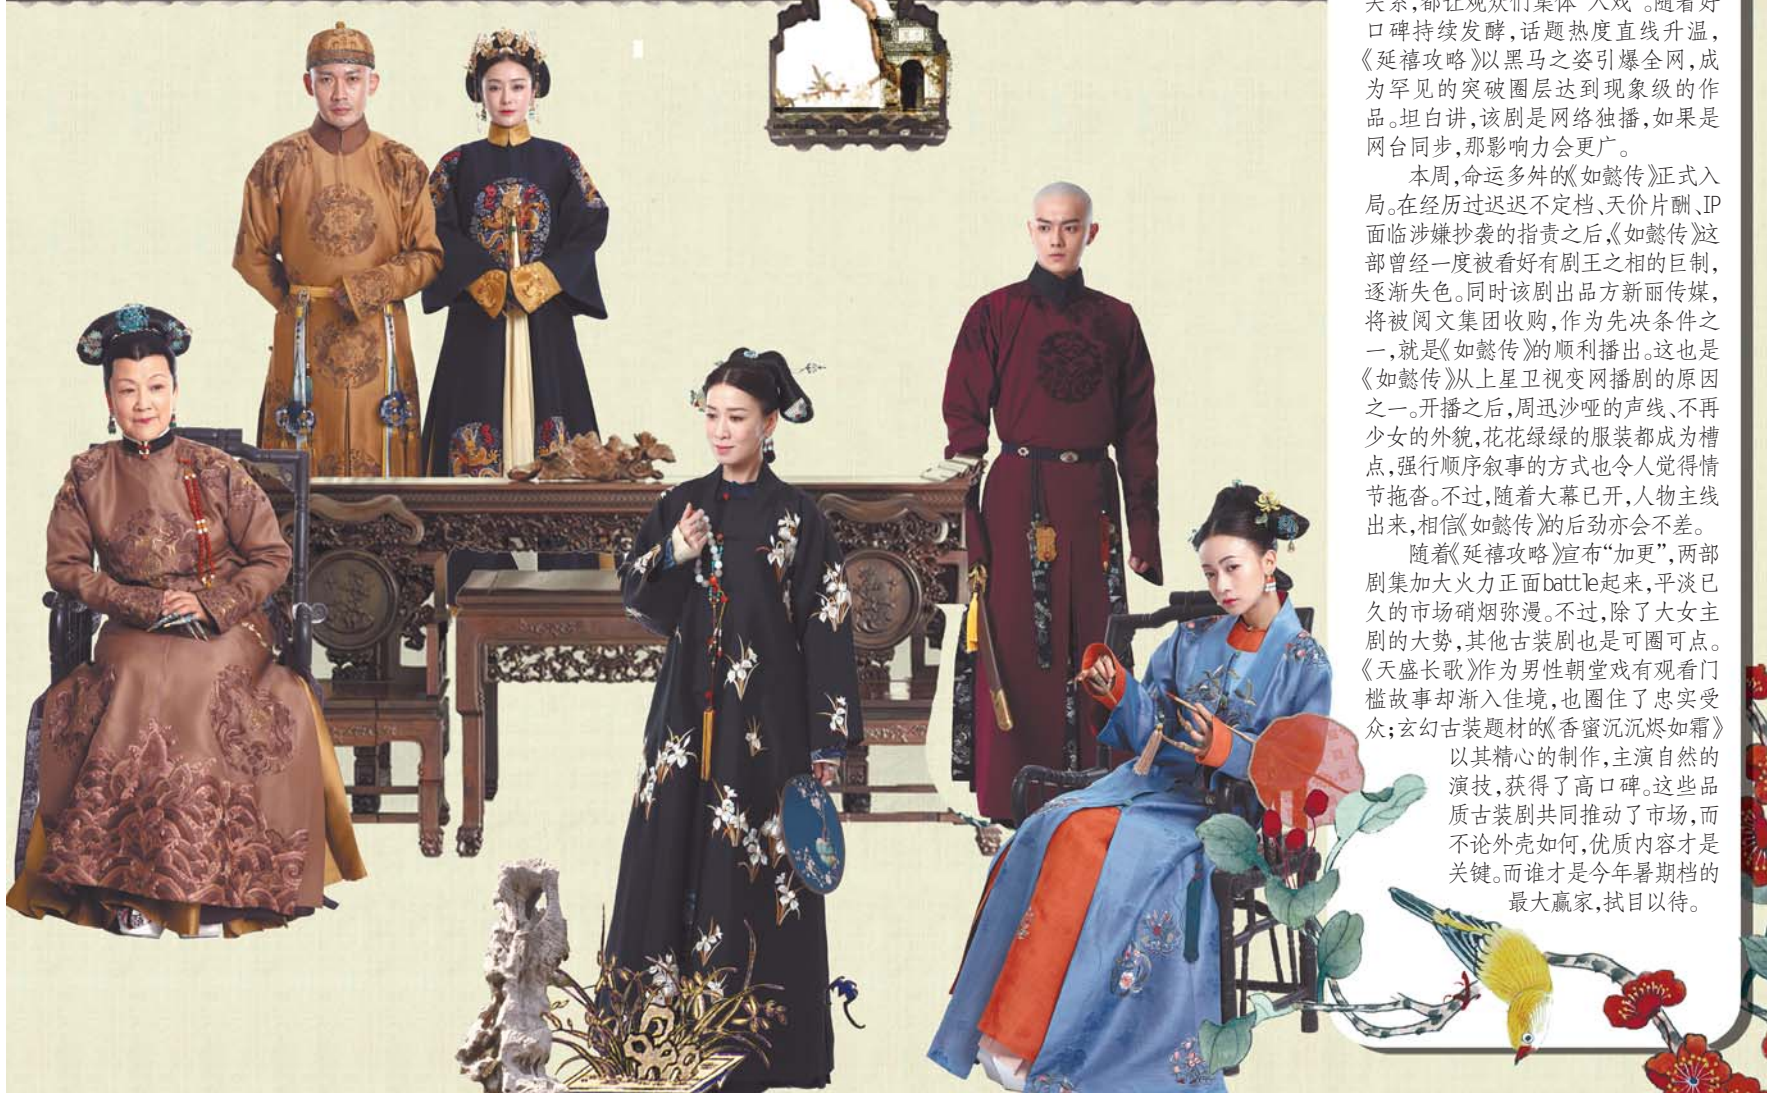 关系,都让观众们集体“入戏”。随着好
口碑持续发酵,话题热度直线升温,
《延禧攻略》以黑马之姿引爆全网,成
为罕见的突破圈层达到现象级的作
品。坦白讲,该剧是网络独播,如果是
网台同步,那影响力会更广。
本周,命运多舛的《如懿传》正式入
局。在经历过迟迟不定档、天价片酬、IP
面临涉嫌抄袭的指责之后,《如懿传》这
部曾经一度被看好有剧王之相的巨制,
逐渐失色。同时该剧出品方新丽传媒,
将被阅文集团收购,作为先决条件之
一,就是《如懿传》的顺利播出。这也是
《如懿传》从上星卫视变网播剧的原因
之一。开播之后,周迅沙哑的声线、不再
少女的外貌,花花绿绿的服装都成为槽
点,强行顺序叙事的方式也令人觉得情
节拖沓。不过,随着大幕已开,人物主线
出来,相信《如懿传》的后劲亦会不差。
随着《延禧攻略》宣布“加更”,两部
剧集加大火力正面battle起来,平淡已
久的市场硝烟弥漫。不过,除了大女主
剧的大势,其他古装剧也是可圈可点。
《天盛长歌》作为男性朝堂戏有观看门
槛故事却渐入佳境,也圈住了忠实受
众;玄幻古装题材的《香蜜沉沉烬如霜》
以其精心的制作,主演自然的
演技,获得了高口碑。这些品
质古装剧共同推动了市场,而
不论外壳如何,优质内容才是
关键。而谁才是今年暑期档的
最大赢家,拭目以待。